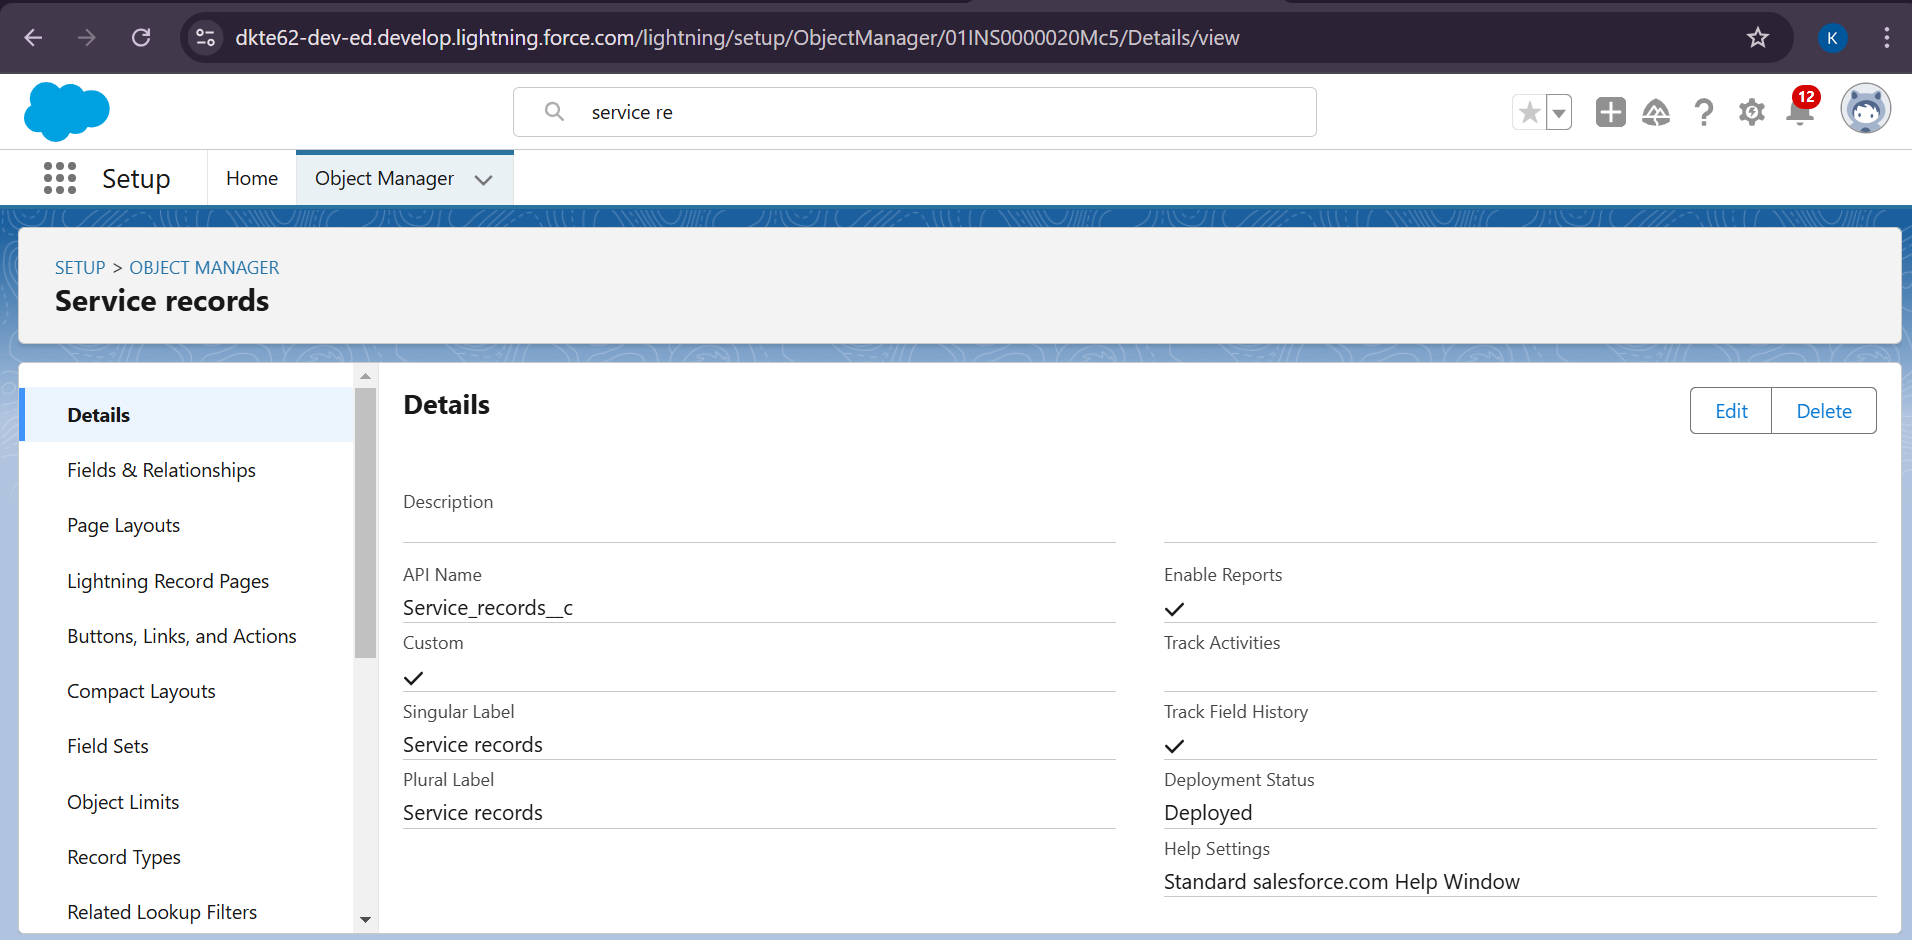 dkte62-dev-ed.develop.lightning.force.com/lightning/setup/ObjectManager/01INS0000020Mc5/Details/view
K
service re
12
Setup
Home
Object Manager
SETUP > OBJECT MANAGER
Service records
Details
Fields & Relationships
Page Layouts
Lightning Record Pages
Buttons, Links, and Actions
Compact Layouts
Field Sets
Object Limits
Record Types
Related Lookup Filters
Details
Edit
Delete
Description
API Name
Service_records__c
Custom
Singular Label
Service records
Plural Label
Service records
Enable Reports
Track Activities
Track Field History
Deployment Status
Deployed
Help Settings
Standard salesforce.com Help Window